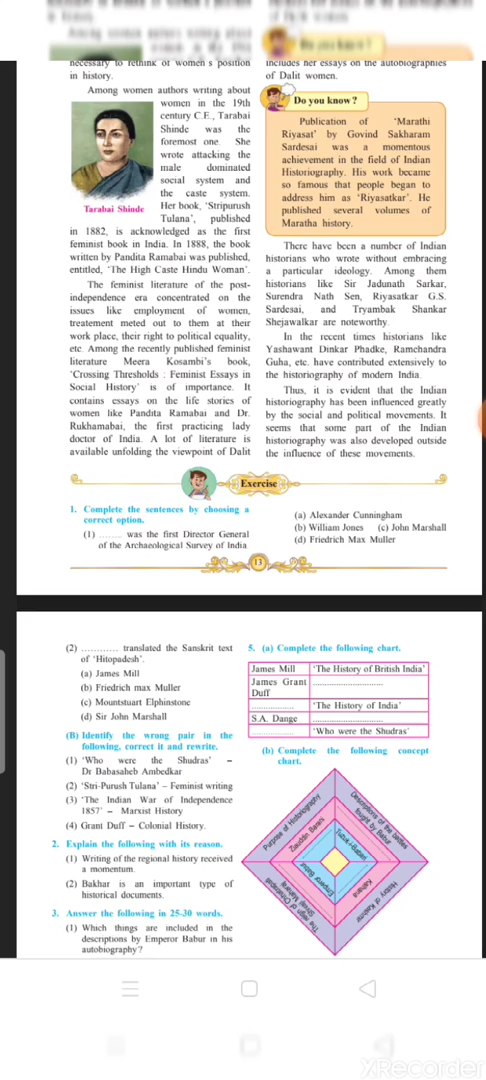 Among women authors writing about
necessary to rethink of women's position
in history.
Among women authors writing about
women in the 19th
century C.E., Tarabai
Shinde was the
foremost one. She
wrote attacking the
male dominated
social system and
the caste system.
Her book, 'Stripurush
Tulana', published
Tarabai Shinde
in 1882, is acknowledged as the first
feminist book in India. In 1888, the book
written by Pandita Ramabai was published,
entitled, 'The High Caste Hindu Woman'.
The feminist literature of the post-
independence era concentrated on the
issues like employment of women,
treatement meted out to them at their
work place, their right to political equality,
etc. Among the recently published feminist
literature Meera Kosambi's book,
'Crossing Thresholds : Feminist Essays in
Social History' is of importance. It
contains essays on the life stories of
women like Pandita Ramabai and Dr.
Rukhamabai, the first practicing lady
doctor of India. A lot of literature is
available unfolding the viewpoint of Dalit
Do you know ?
includes her essays on the autobiographies
of Dalit women.
Do you know ?
Publication of 'Marathi
Riyasat' by Govind Sakharam
Sardesai was a momentous
achievement in the field of Indian
Historiography. His work became
so famous that people began to
address him as 'Riyasatkar'. He
published several volumes of
Maratha history.
There have been a number of Indian
historians who wrote without embracing
a particular ideology. Among them
historians like Sir Jadunath Sarkar,
Surendra Nath Sen, Riyasatkar G.S.
Sardesai, and Tryambak Shankar
Shejawalkar are noteworthy.
In the recent times historians like
Yashawant Dinkar Phadke, Ramchandra
Guha, etc. have contributed extensively to
the historiography of modern India.
Thus, it is evident that the Indian
historiography has been influenced greatly
by the social and political movements. It
seems that some part of the Indian
historiography was also developed outside
the influence of these movements.
Exercise
1. Complete the sentences by choosing a
correct option.
(1) ........ was the first Director General
of the Archaeological Survey of India
(a) Alexander Cunningham
(b) William Jones (c) John Marshall
(d) Friedrich Max Muller
13
(2) ............ translated the Sanskrit text
of 'Hitopadesh'.
(a) James Mill
(b) Friedrich max Muller
(c) Mountstuart Elphinstone
(d) Sir John Marshall
(B) Identify the wrong pair in the
following, correct it and rewrite.
(1) 'Who were the Shudras' –
Dr Babasaheb Ambedkar
(2) 'Stri-Purush Tulana' – Feminist writing
(3) 'The Indian War of Independence
1857' – Marxist History
(4) Grant Duff – Colonial History.
2. Explain the following with its reason.
(1) Writing of the regional history received
a momentum.
(2) Bakhar is an important type of
historical documents.
3. Answer the following in 25-30 words.
(1) Which things are included in the
descriptions by Emperor Babur in his
autobiography?
5. (a) Complete the following chart.
James Mill 'The History of British India'
James Grant ............................
Duff
................. 'The History of India'
S.A. Dange ............................
................. 'Who were the Shudras'
(b) Complete the following concept
chart.
Purpose of Historiography
Descriptions of the battles
fought by Babur
Ziauddin Barani
Tuzuk-i-Babari
Emperor Babur
Kalhana
The reign of Chhatrapati
Shivaji Maharaj
History of Kashmir
XRecorder